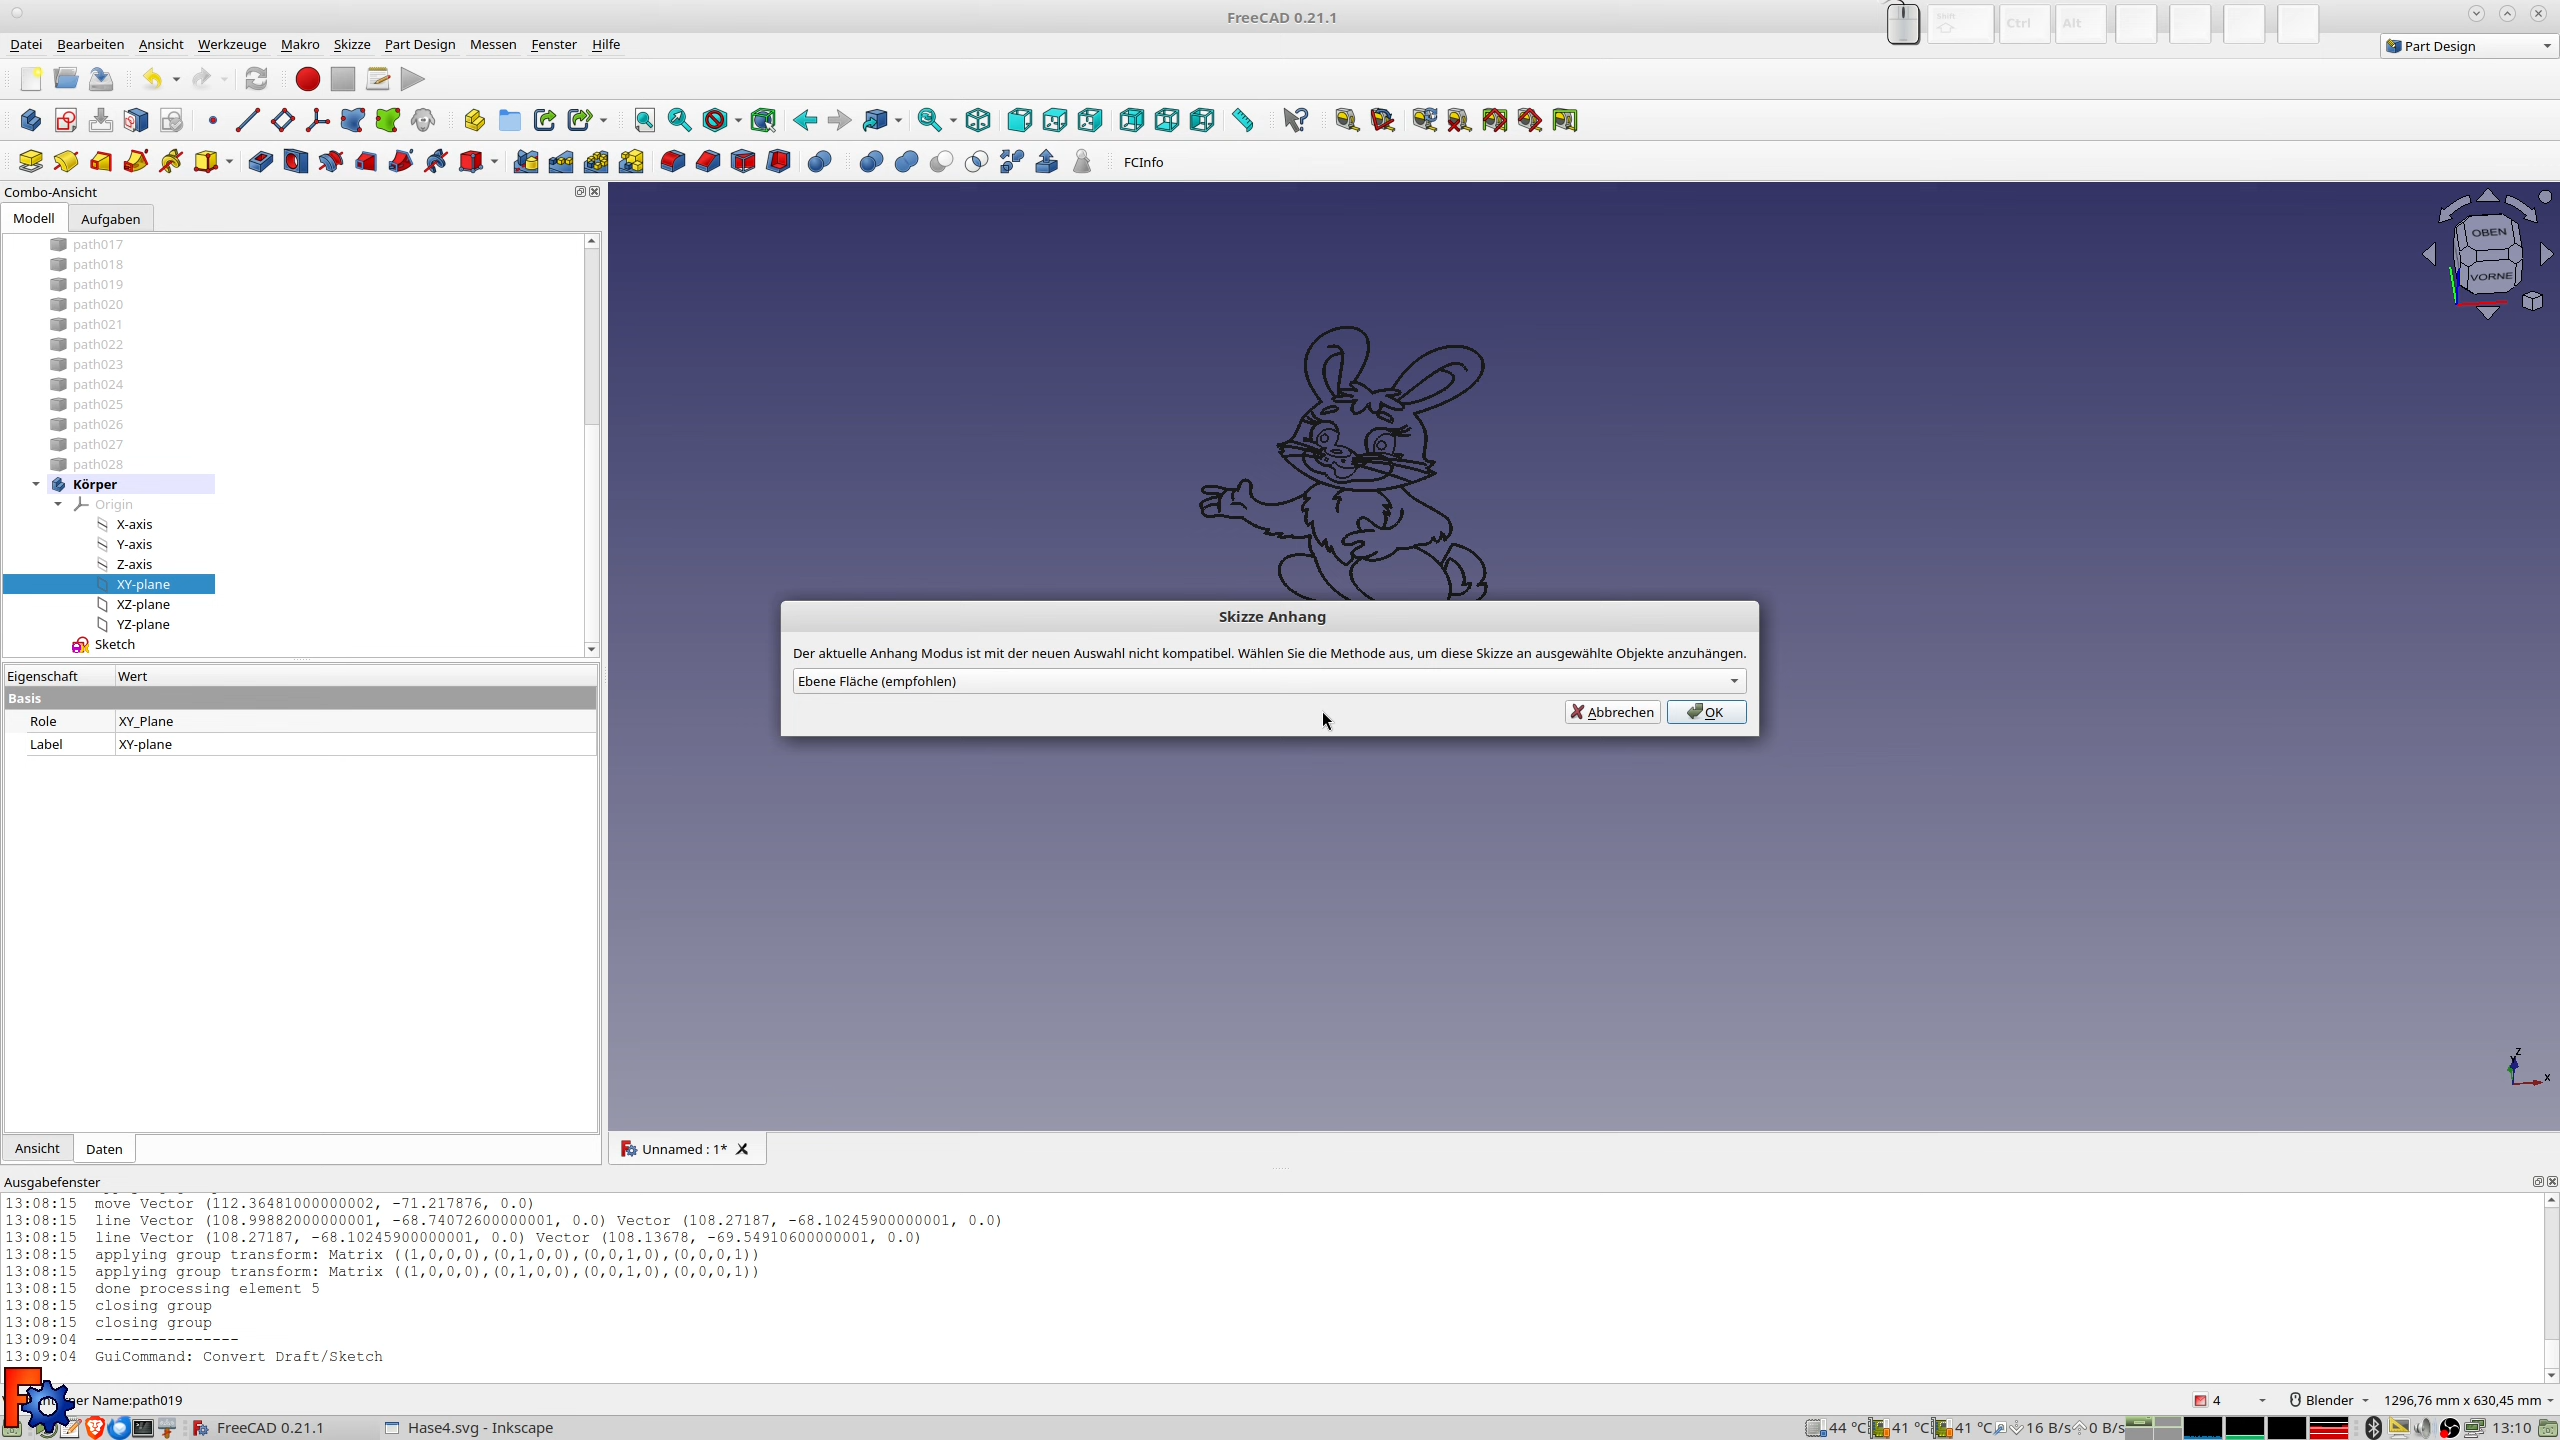 FreeCAD 0.21.1
Shift Ctrl Alt
Datei Bearbeiten Ansicht Werkzeuge Makro Skizze Part Design Messen Fenster Hilfe
Part Design
FCInfo
Combo-Ansicht
Modell Aufgaben
path017
path018
path019
path020
path021
path022
path023
path024
path025
path026
path027
path028
Körper
Origin
X-axis
Y-axis
Z-axis
XY-plane
XZ-plane
YZ-plane
Sketch
OBEN
VORNE
Skizze Anhang
Der aktuelle Anhang Modus ist mit der neuen Auswahl nicht kompatibel. Wählen Sie die Methode aus, um diese Skizze an ausgewählte Objekte anzuhängen.
Ebene Fläche (empfohlen)
Abbrechen OK
Eigenschaft Wert
Basis
Role XY_Plane
Label XY-plane
Z
X
Ansicht Daten
Unnamed : 1*
Ausgabefenster
13:08:15 move Vector (112.36481000000002, -71.217876, 0.0)
13:08:15 line Vector (108.99882000000001, -68.74072600000001, 0.0) Vector (108.27187, -68.10245900000001, 0.0)
13:08:15 line Vector (108.27187, -68.10245900000001, 0.0) Vector (108.13678, -69.54910600000001, 0.0)
13:08:15 applying group transform: Matrix ((1,0,0,0),(0,1,0,0),(0,0,1,0),(0,0,0,1))
13:08:15 applying group transform: Matrix ((1,0,0,0),(0,1,0,0),(0,0,1,0),(0,0,0,1))
13:08:15 done processing element 5
13:08:15 closing group
13:08:15 closing group
13:09:04 ----------------
13:09:04 GuiCommand: Convert Draft/Sketch
Name:path019
4 Blender 1296,76 mm x 630,45 mm
FreeCAD 0.21.1 Hase4.svg - Inkscape
44 °C 41 °C 41 °C 16 B/s 0 B/s 13:10